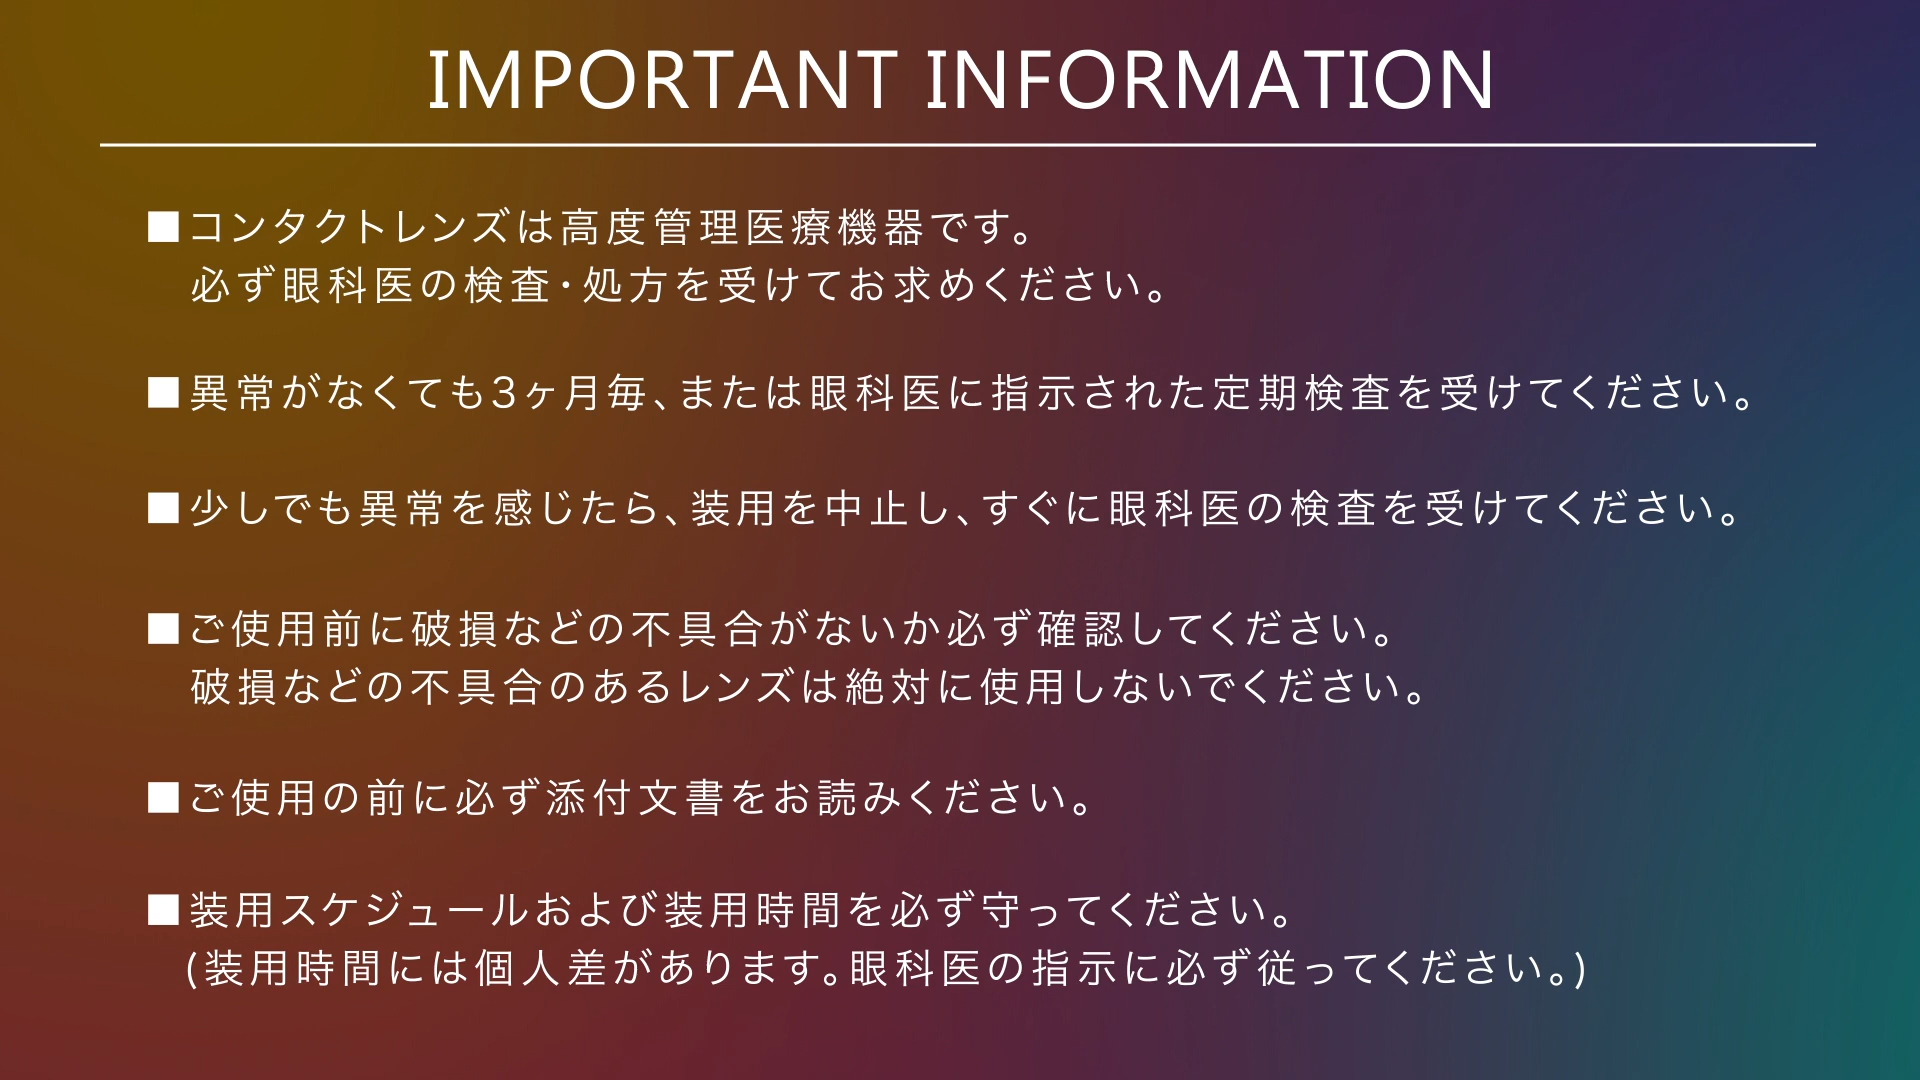 IMPORTANT INFORMATION
■コンタクトレンズは高度管理医療機器です。
必ず眼科医の検査・処方を受けてお求めください。
■異常がなくても3ヶ月毎、または眼科医に指示された定期検査を受けてください。
■少しでも異常を感じたら、装用を中止し、すぐに眼科医の検査を受けてください。
■ご使用前に破損などの不具合がないか必ず確認してください。
破損などの不具合のあるレンズは絶対に使用しないでください。
■ご使用の前に必ず添付文書をお読みください。
■装用スケジュールおよび装用時間を必ず守ってください。
(装用時間には個人差があります。眼科医の指示に必ず従ってください。)